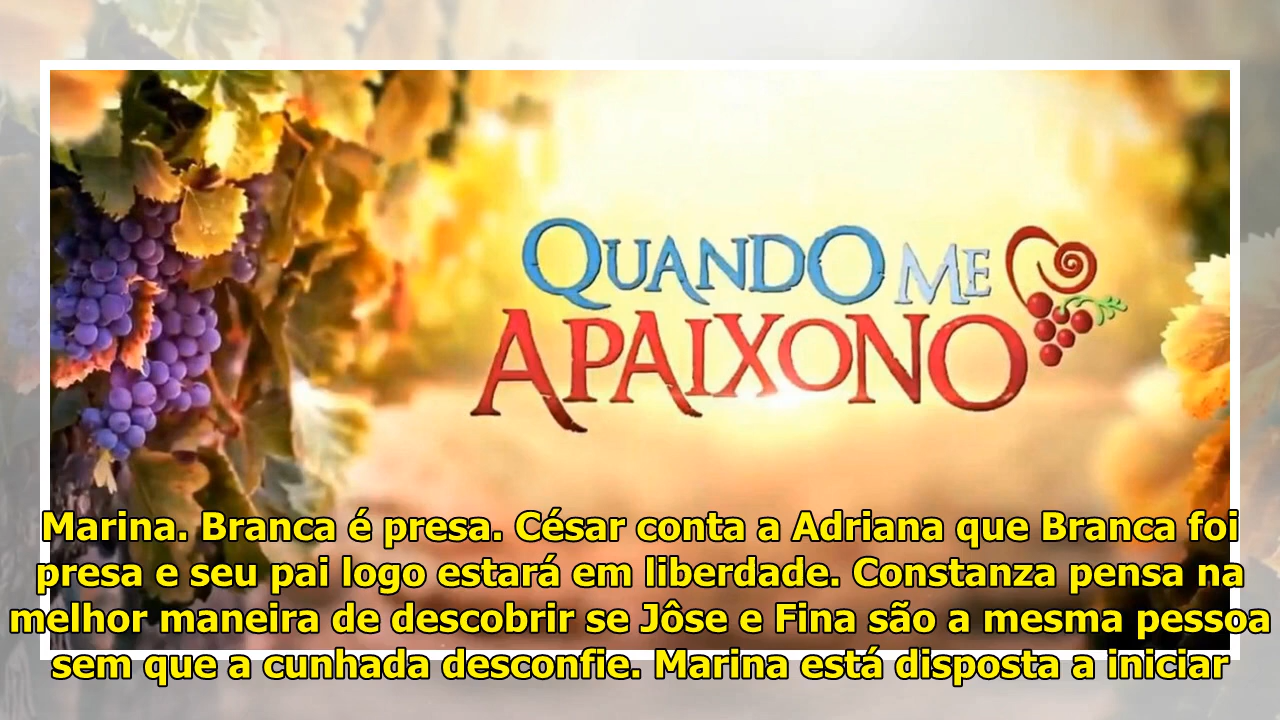 QUANDO ME
APAIXONO
Marina. Branca é presa. César conta a Adriana que Branca foi
presa e seu pai logo estará em liberdade. Constanza pensa na
melhor maneira de descobrir se Jôse e Fina são a mesma pessoa
sem que a cunhada desconfie. Marina está disposta a iniciar